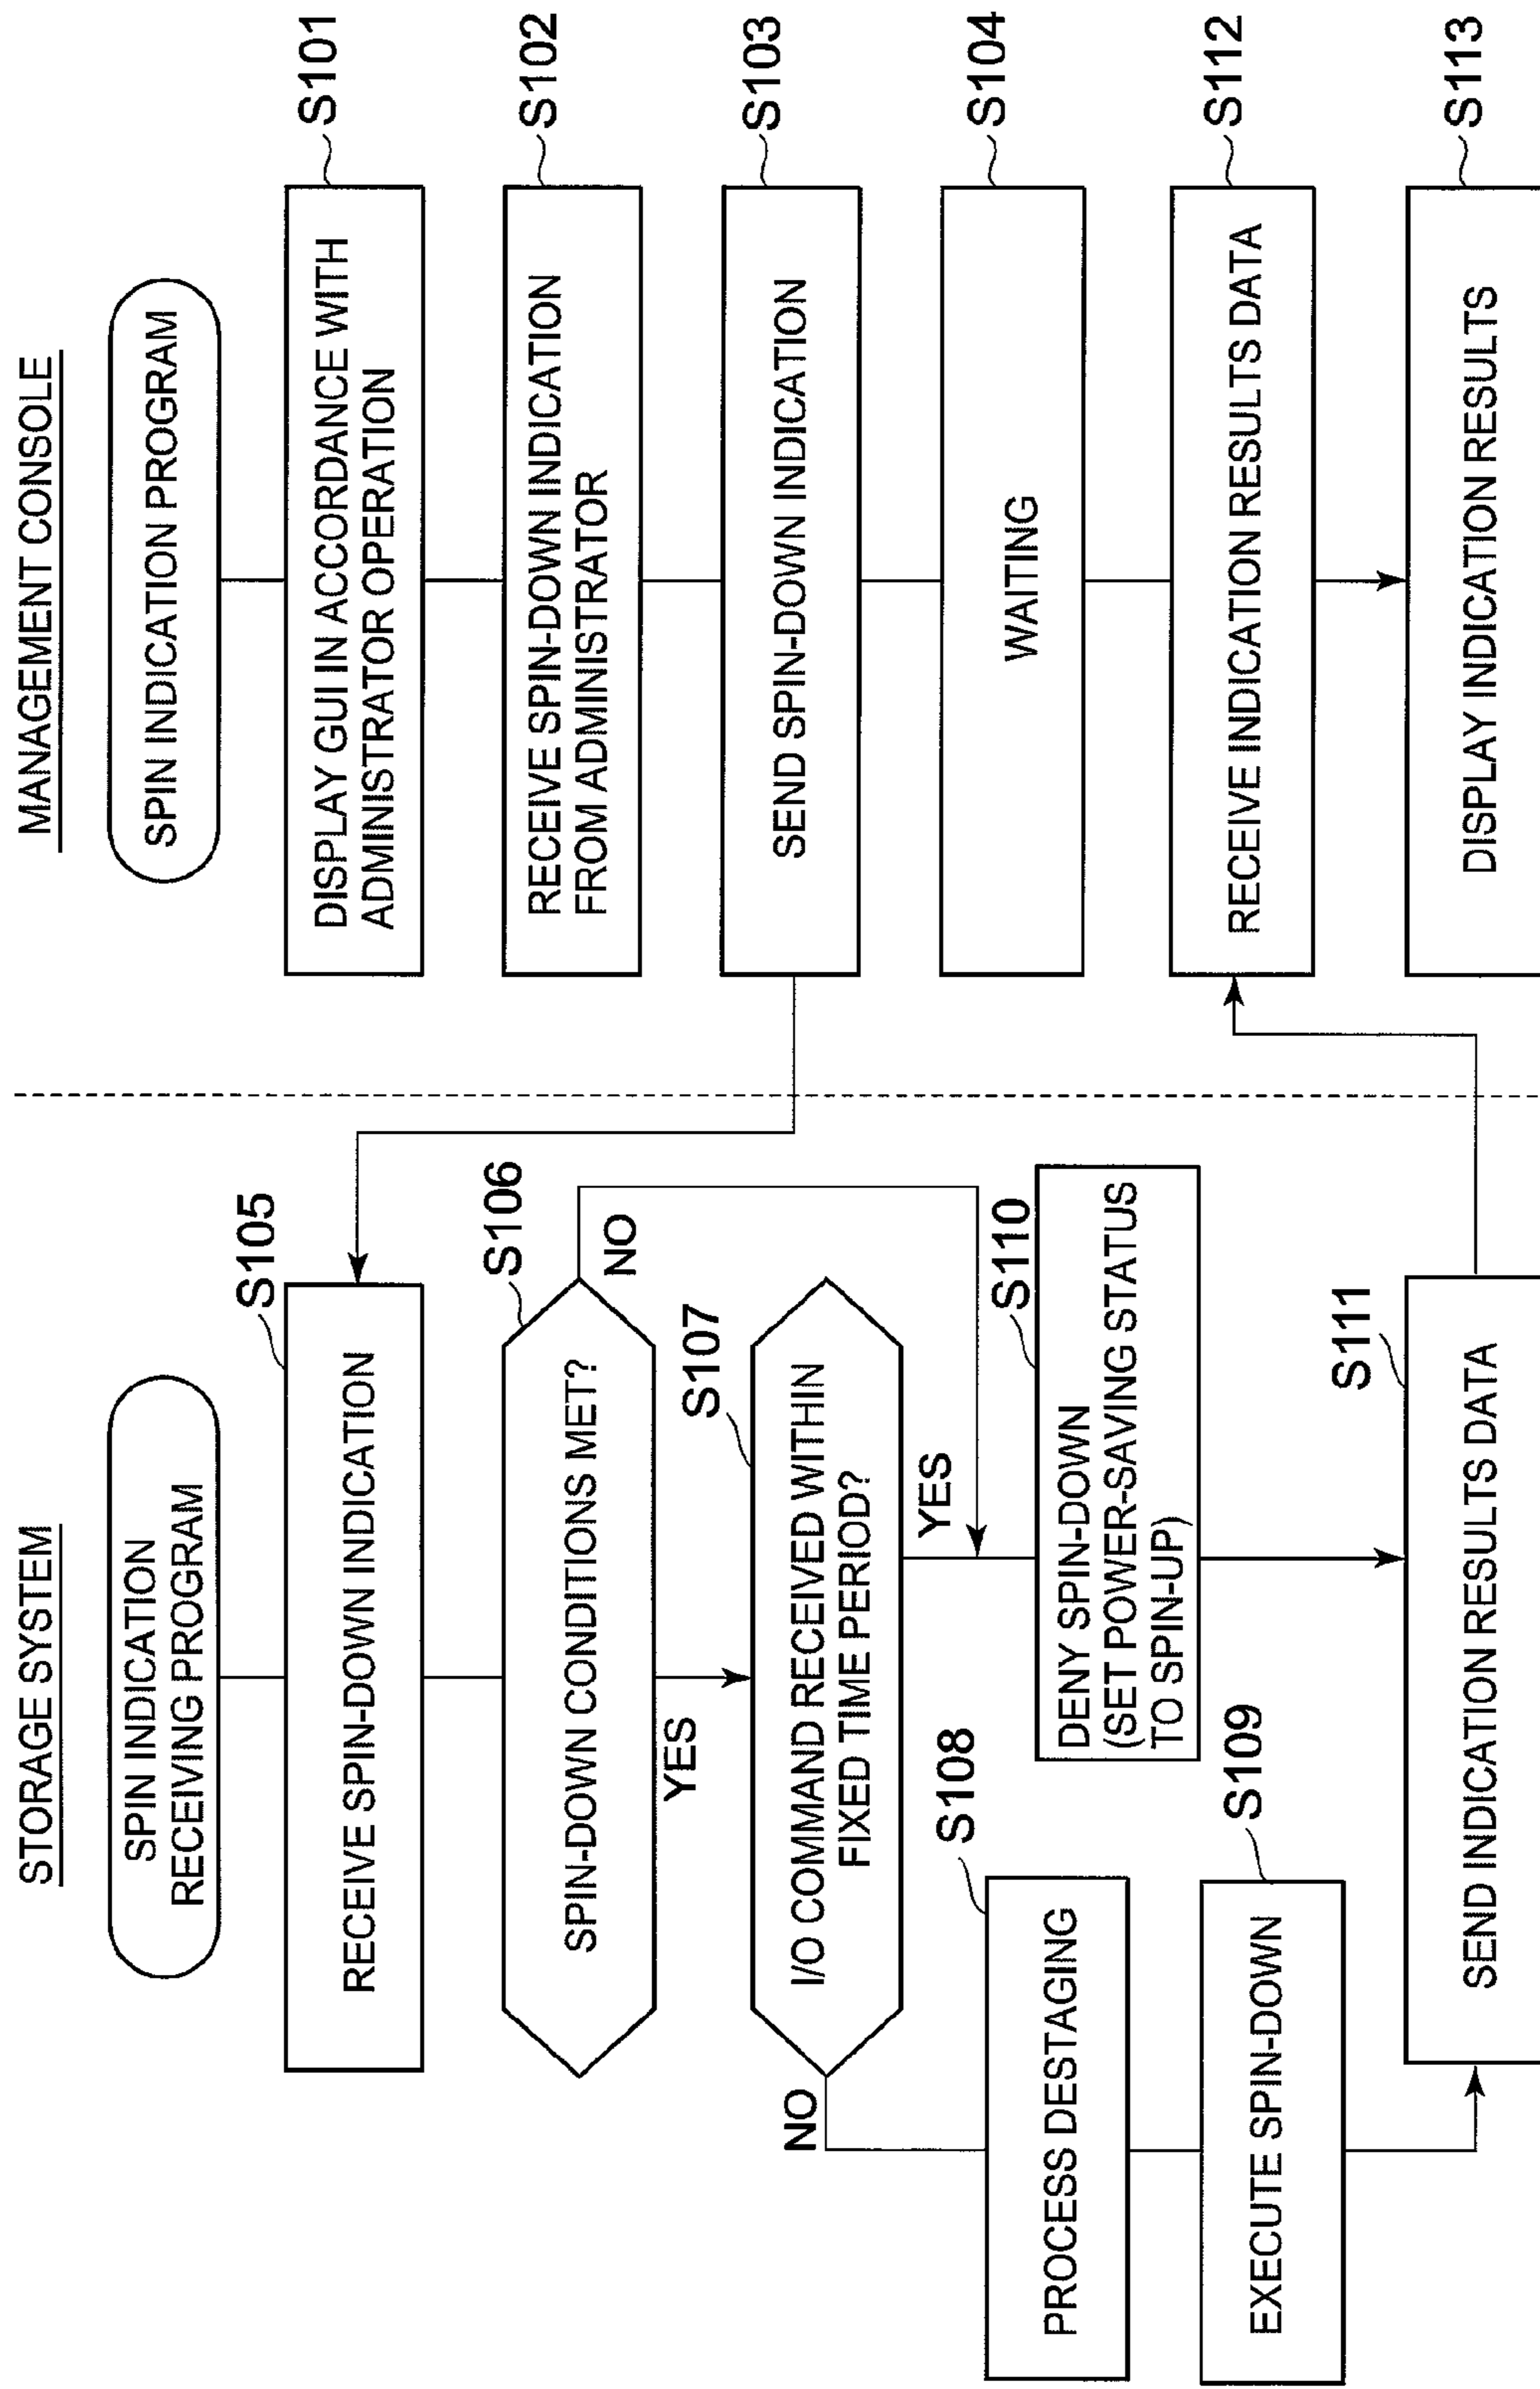 STORAGE SYSTEM
SPIN INDICATION
RECEIVING PROGRAM
S105
RECEIVE SPIN-DOWN INDICATION
S106
SPIN-DOWN CONDITIONS MET?
NO
YES
S107
I/O COMMAND RECEIVED WITHIN
FIXED TIME PERIOD?
NO
YES
S108
PROCESS DESTAGING
S109
EXECUTE SPIN-DOWN
S110
DENY SPIN-DOWN
(SET POWER-SAVING STATUS
TO SPIN-UP)
S111
SEND INDICATION RESULTS DATA
MANAGEMENT CONSOLE
SPIN INDICATION PROGRAM
S101
DISPLAY GUI IN ACCORDANCE WITH
ADMINISTRATOR OPERATION
S102
RECEIVE SPIN-DOWN INDICATION
FROM ADMINISTRATOR
S103
SEND SPIN-DOWN INDICATION
S104
WAITING
S112
RECEIVE INDICATION RESULTS DATA
S113
DISPLAY INDICATION RESULTS